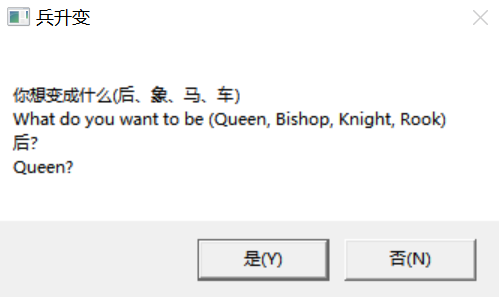 兵升变
你想变成什么(后、象、马、车)
What do you want to be (Queen, Bishop, Knight, Rook)
后?
Queen?
是(Y)
否(N)